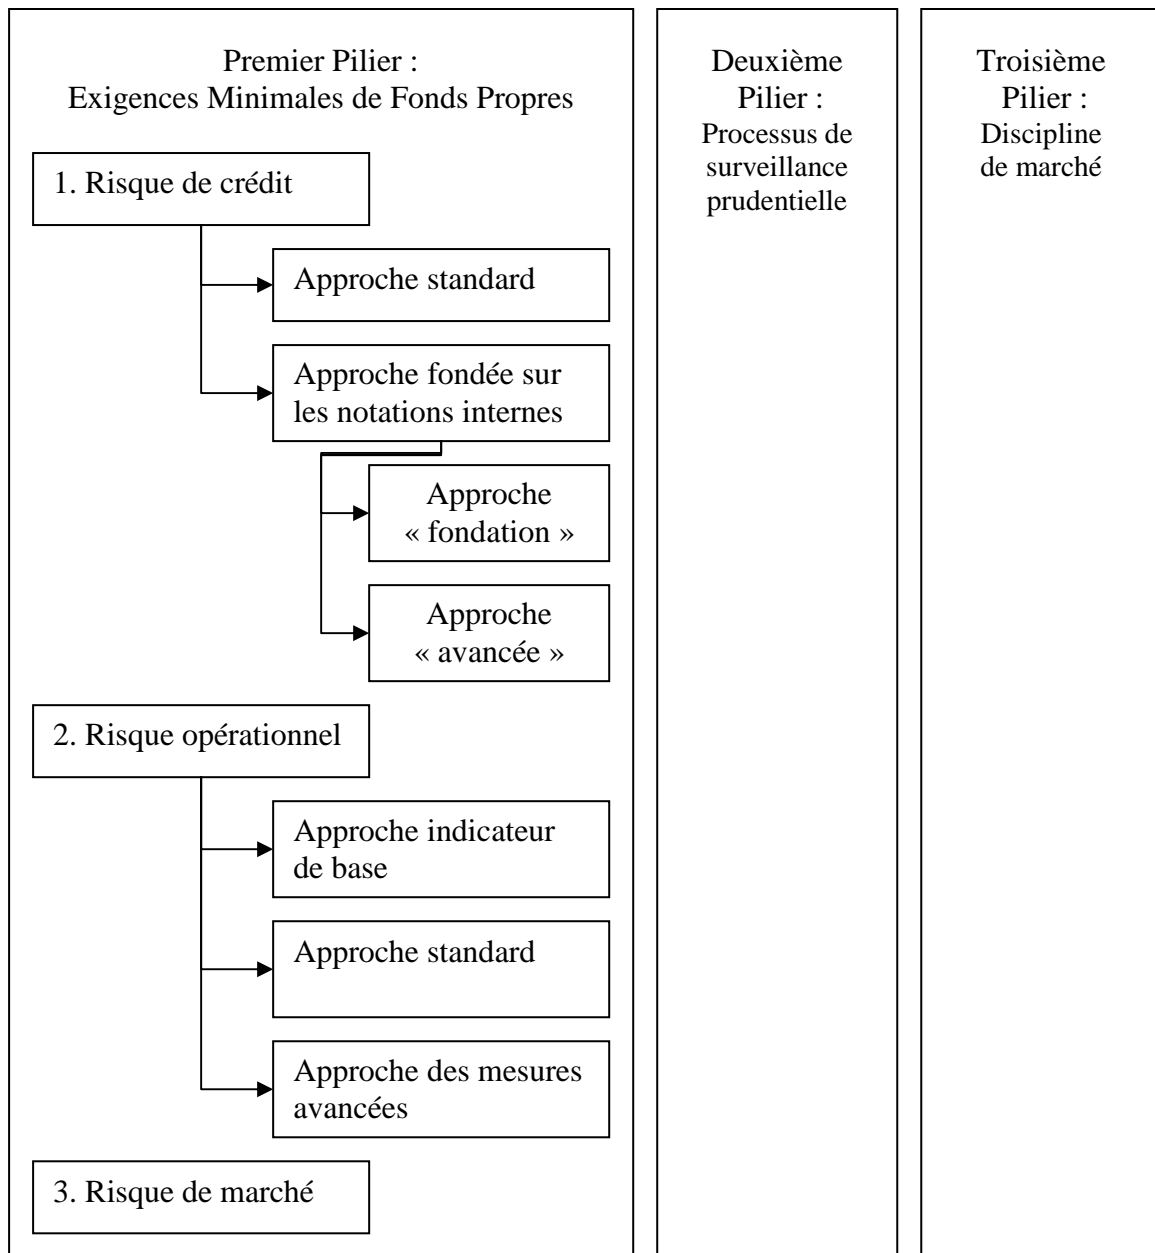 Premier Pilier :
Exigences Minimales de Fonds Propres
1. Risque de crédit
Approche standard
Approche fondée sur
les notations internes
Approche
« fondation »
Approche
« avancée »
2. Risque opérationnel
Approche indicateur
de base
Approche standard
Approche des mesures
avancées
3. Risque de marché
Deuxième
Pilier :
Processus de
surveillance
prudentielle
Troisième
Pilier :
Discipline
de marché